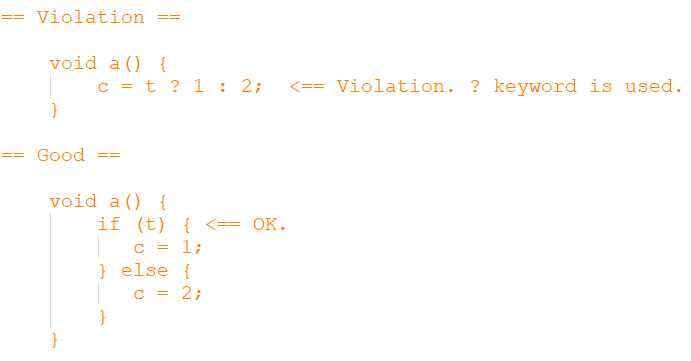 == Violation ==
void a() {
c = t ? 1 : 2;  <== Violation. ? keyword is used.
}
== Good ==
void a() {
if (t) { <== OK.
c = 1;
} else {
c = 2;
}
}